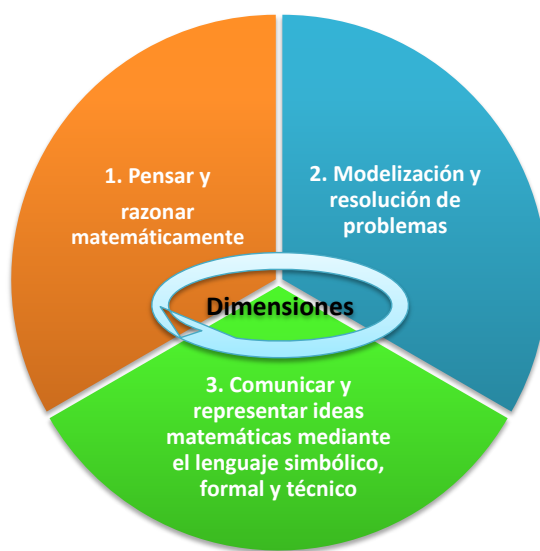 1. Pensar y
razonar
matemáticamente
2. Modelización y
resolución de
problemas
Dimensiones
3. Comunicar y
representar ideas
matemáticas mediante
el lenguaje simbólico,
formal y técnico